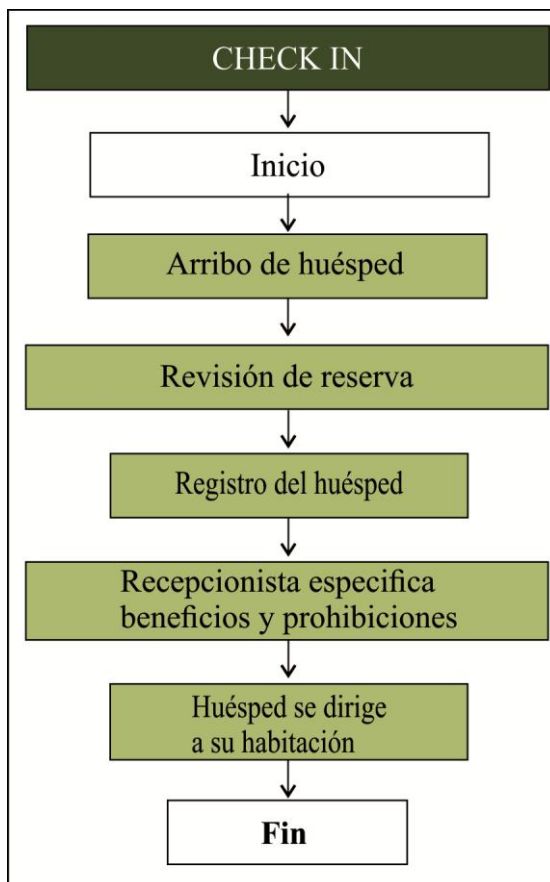 CHECK IN
Inicio
Arribo de huésped
Revisión de reserva
Registro del huésped
Recepcionista especifica
beneficios y prohibiciones
Huésped se dirige
a su habitación
Fin